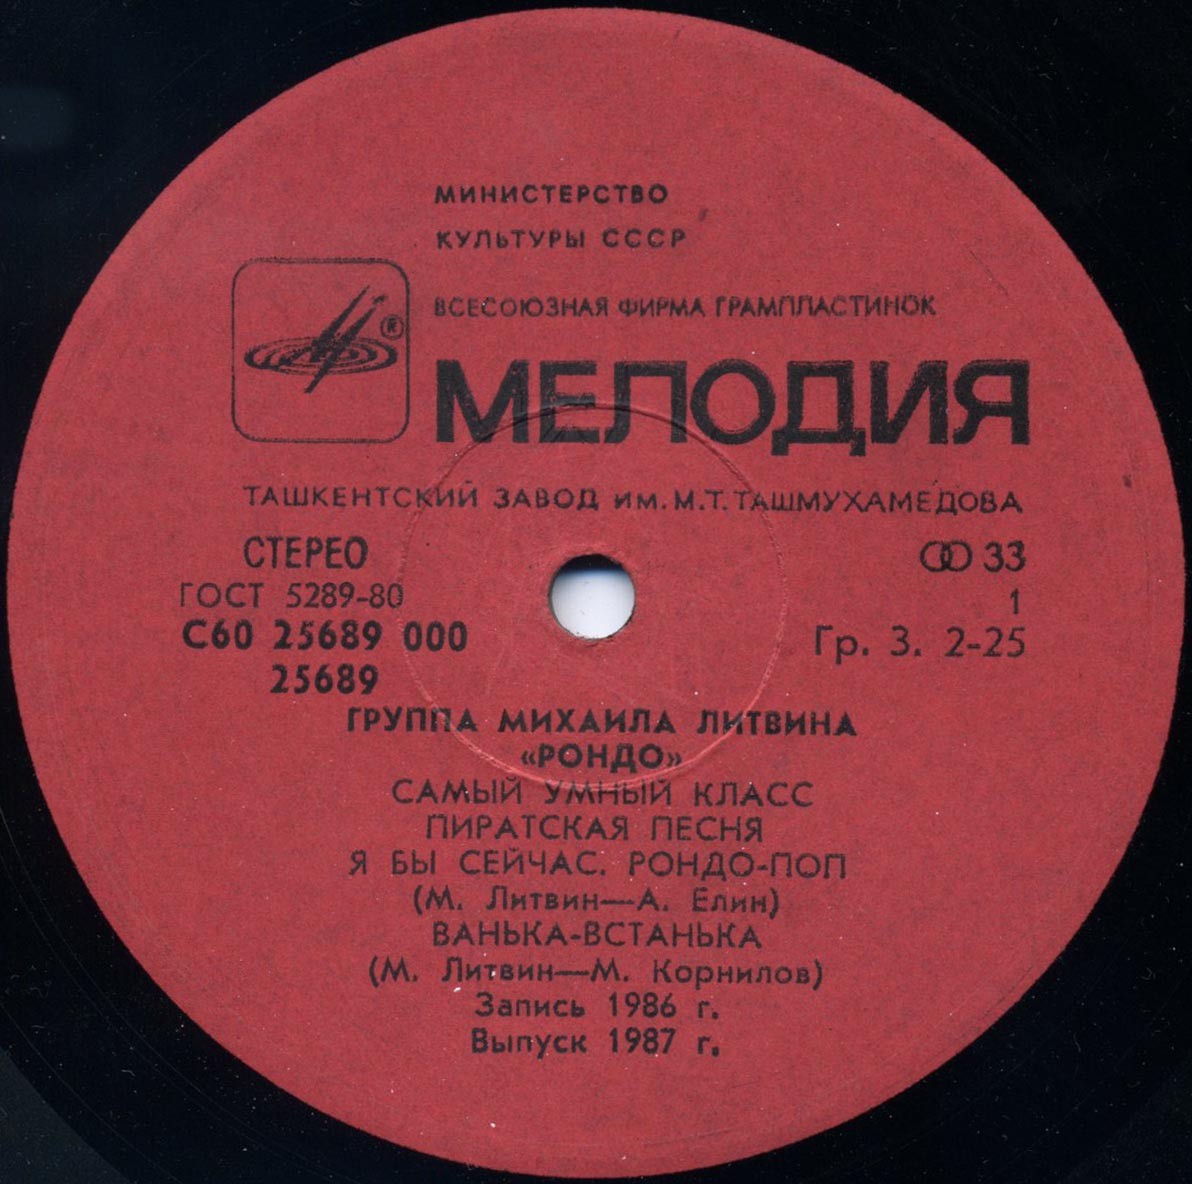 МИНИСТЕРСТВО
КУЛЬТУРЫ СССР
ВСЕСОЮЗНАЯ ФИРМА ГРАМПЛАСТИНОК
®
МЕЛОДИЯ
ТАШКЕНТСКИЙ ЗАВОД им. М.Т. ТАШМУХАМЕДОВА
СТЕРЕО
33
ГОСТ 5289-80
1
С60 25689 000
Гр. 3. 2-25
25689
ГРУППА МИХАИЛА ЛИТВИНА
«РОНДО»
САМЫЙ УМНЫЙ КЛАСС
ПИРАТСКАЯ ПЕСНЯ
Я БЫ СЕЙЧАС. РОНДО-ПОП
(М. Литвин—А. Елин)
ВАНЬКА-ВСТАНЬКА
(М. Литвин—М. Корнилов)
Запись 1986 г.
Выпуск 1987 г.